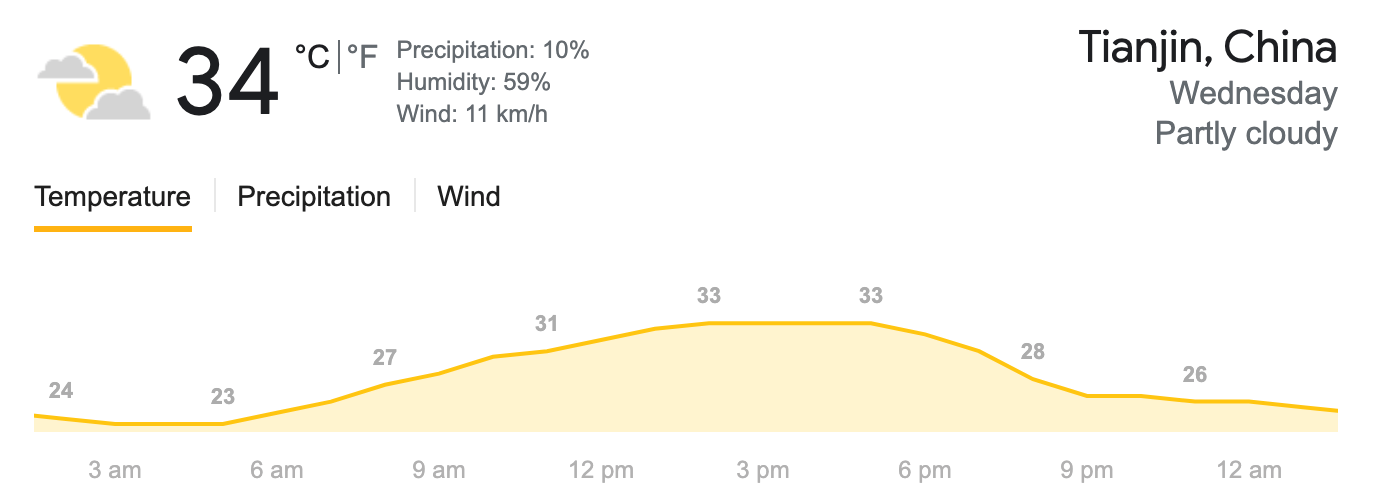 34 °C|°F
Precipitation: 10%
Humidity: 59%
Wind: 11 km/h
Tianjin, China
Wednesday
Partly cloudy
Temperature Precipitation Wind
24 23 27 31 33 33 28 26
3 am 6 am 9 am 12 pm 3 pm 6 pm 9 pm 12 am